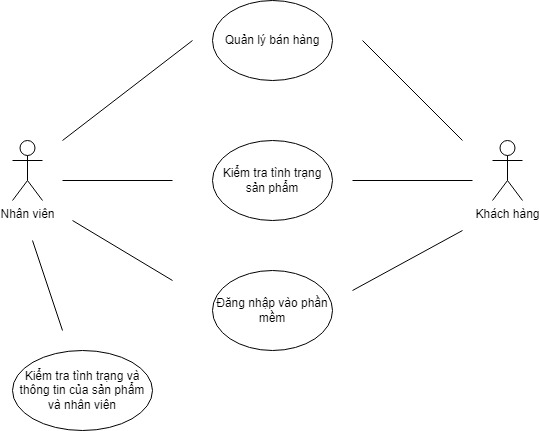 Quản lý bán hàng
Kiểm tra tình trạng
sản phẩm
Nhân viên
Khách hàng
Đăng nhập vào phần
mềm
Kiểm tra tình trạng và
thông tin của sản phẩm
và nhân viên